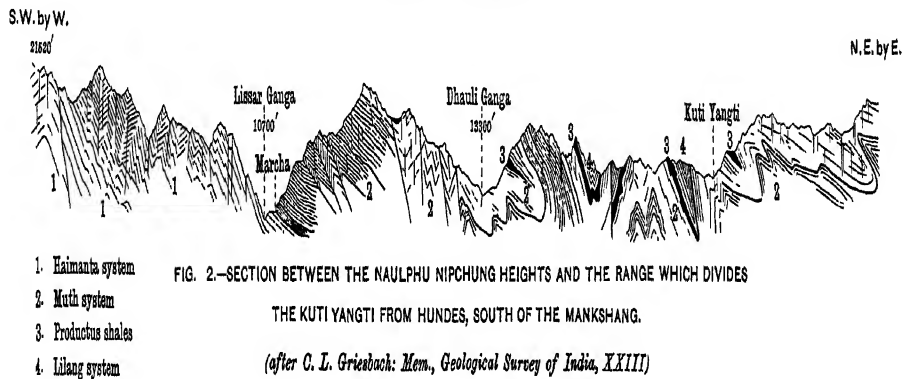 S.W. by W.
21520'
N.E. by E.
Lissar Ganga
10700'
Marcha
Dhauli Ganga
Kuti Yangti
3
3
4
3
4
3
1
1
1
2
2
2
2
2
1. Haimanta system
2. Muth system
3. Productus shales
4. Lilang system
FIG. 2.—SECTION BETWEEN THE NAULPHU NIPCHUNG HEIGHTS AND THE RANGE WHICH DIVIDES
THE KUTI YANGTI FROM HUNDES, SOUTH OF THE MANKSHANG.
(after C. L. Griesbach: Mem., Geological Survey of India, XXIII)